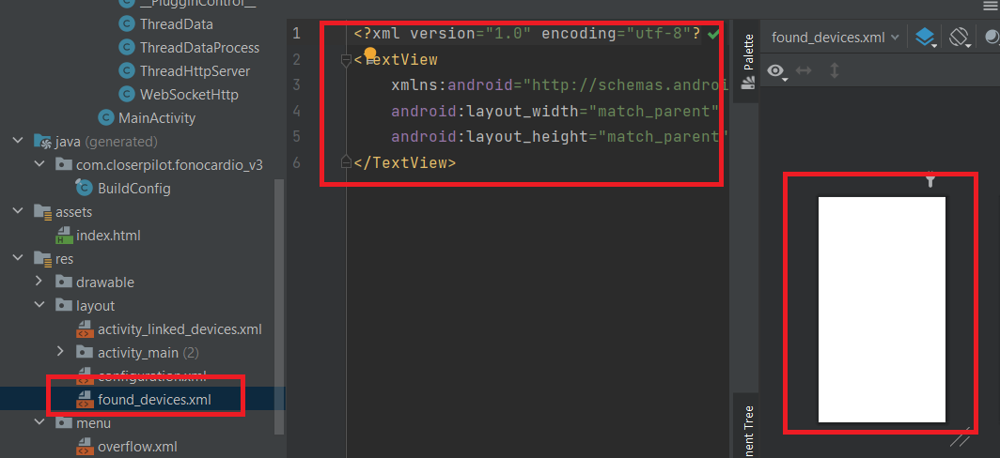 __PlugginControl__
ThreadData
ThreadDataProcess
ThreadHttpServer
WebSocketHttp
MainActivity
java (generated)
com.closerpilot.fonocardio_v3
BuildConfig
assets
index.html
res
drawable
layout
activity_linked_devices.xml
activity_main (2)
configuration.xml
found_devices.xml
menu
overflow.xml
1 <?xml version="1.0" encoding="utf-8"?
2 <TextView
3 xmlns:android="http://schemas.androi
4 android:layout_width="match_parent"
5 android:layout_height="match_parent"
6 </TextView>
Palette
nent Tree
found_devices.xml